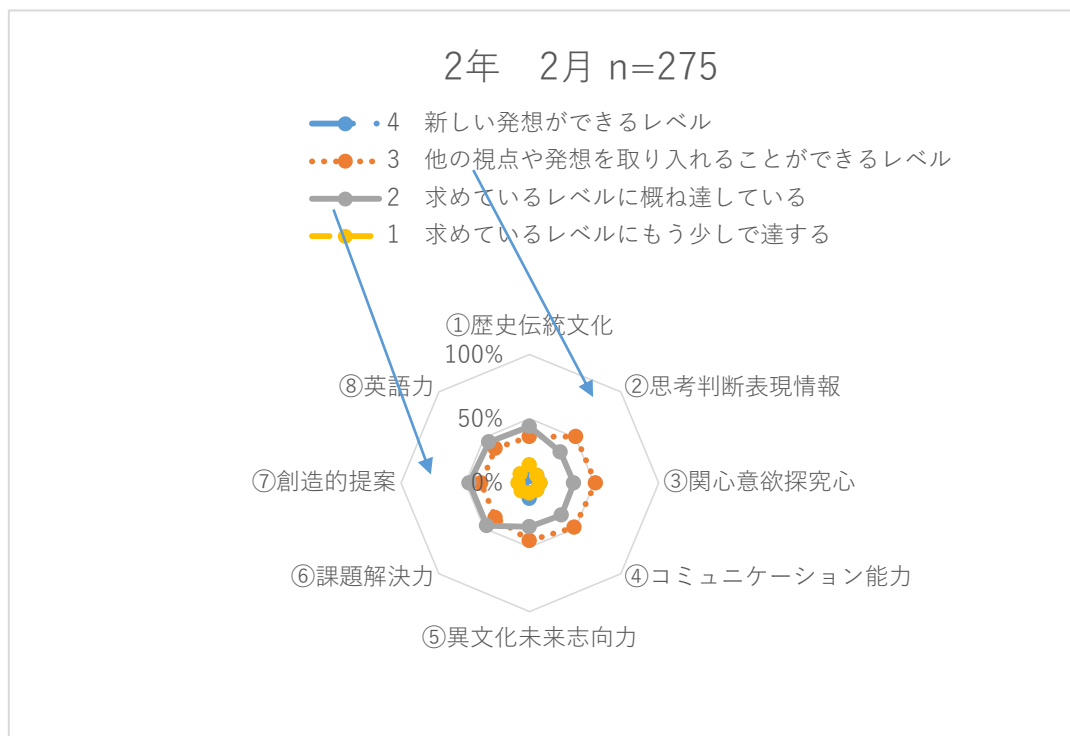 2年　2月 n=275
4　新しい発想ができるレベル
3　他の視点や発想を取り入れることができるレベル
2　求めているレベルに概ね達している
1　求めているレベルにもう少しで達する
①歴史伝統文化
100%
⑧英語力
②思考判断表現情報
50%
⑦創造的提案
0%
③関心意欲探究心
⑥課題解決力
④コミュニケーション能力
⑤異文化未来志向力